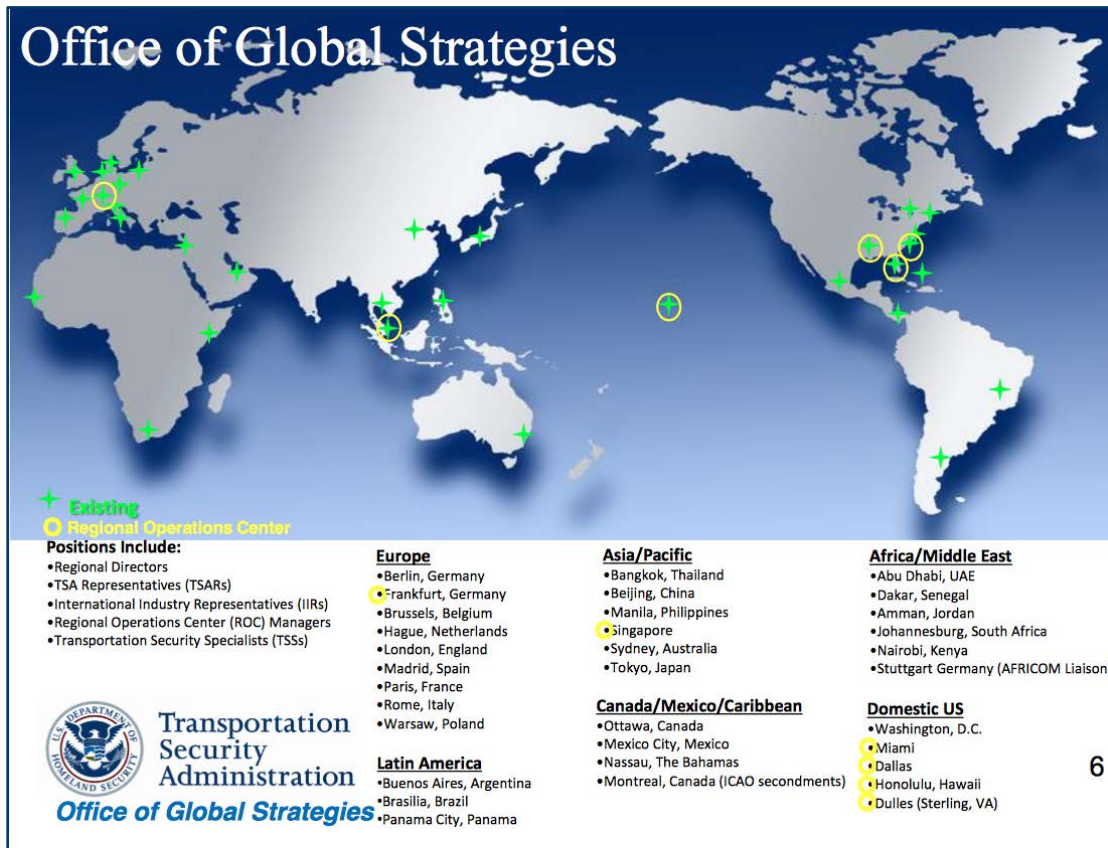 Office of Global Strategies
Existing
Regional Operations Center
Positions Include:
•Regional Directors
•TSA Representatives (TSARs)
•International Industry Representatives (IIRs)
•Regional Operations Center (ROC) Managers
•Transportation Security Specialists (TSSs)
Europe
•Berlin, Germany
•Frankfurt, Germany
•Brussels, Belgium
•Hague, Netherlands
•London, England
•Madrid, Spain
•Paris, France
•Rome, Italy
•Warsaw, Poland
Latin America
•Buenos Aires, Argentina
•Brasilia, Brazil
•Panama City, Panama
Asia/Pacific
•Bangkok, Thailand
•Beijing, China
•Manila, Philippines
•Singapore
•Sydney, Australia
•Tokyo, Japan
Canada/Mexico/Caribbean
•Ottawa, Canada
•Mexico City, Mexico
•Nassau, The Bahamas
•Montreal, Canada (ICAO secondments)
Africa/Middle East
•Abu Dhabi, UAE
•Dakar, Senegal
•Amman, Jordan
•Johannesburg, South Africa
•Nairobi, Kenya
•Stuttgart Germany (AFRICOM Liaison
Domestic US
•Washington, D.C.
•Miami
•Dallas
•Honolulu, Hawaii
•Dulles (Sterling, VA)
U.S. DEPARTMENT OF
HOMELAND SECURITY
Transportation
Security
Administration
Office of Global Strategies
6